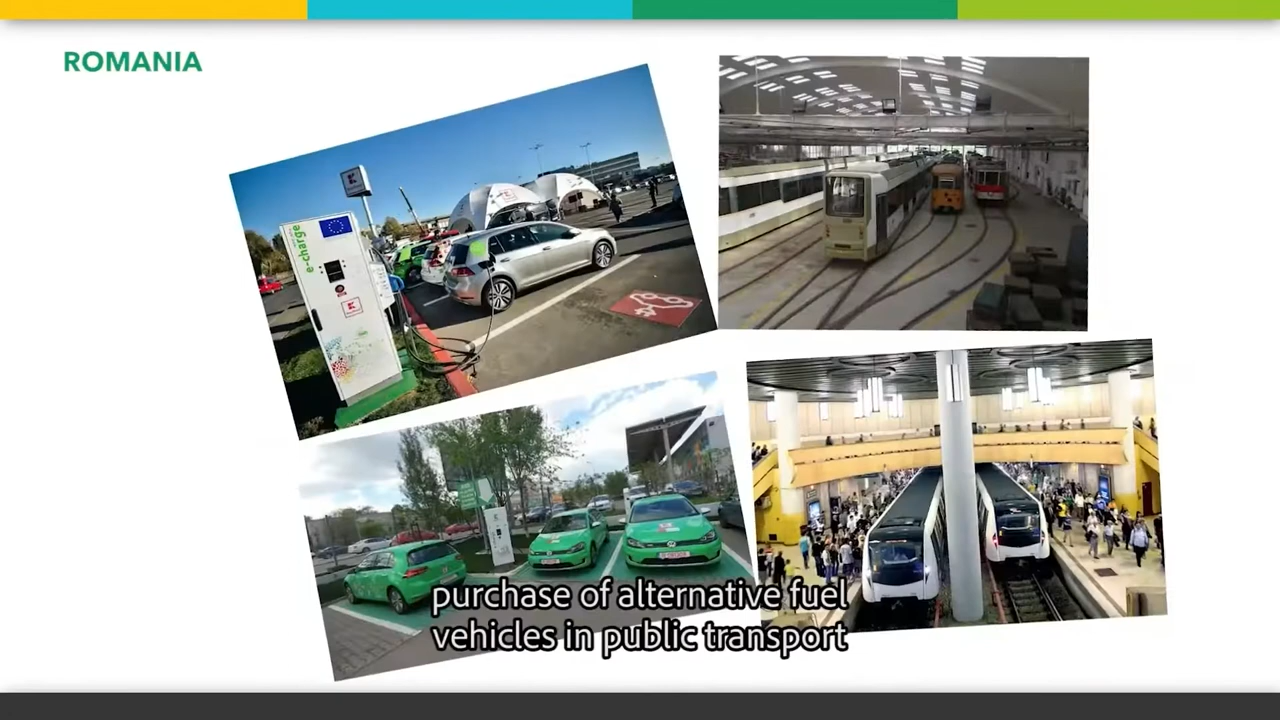 ROMANIA
e-charge
purchase of alternative fuel
vehicles in public transport